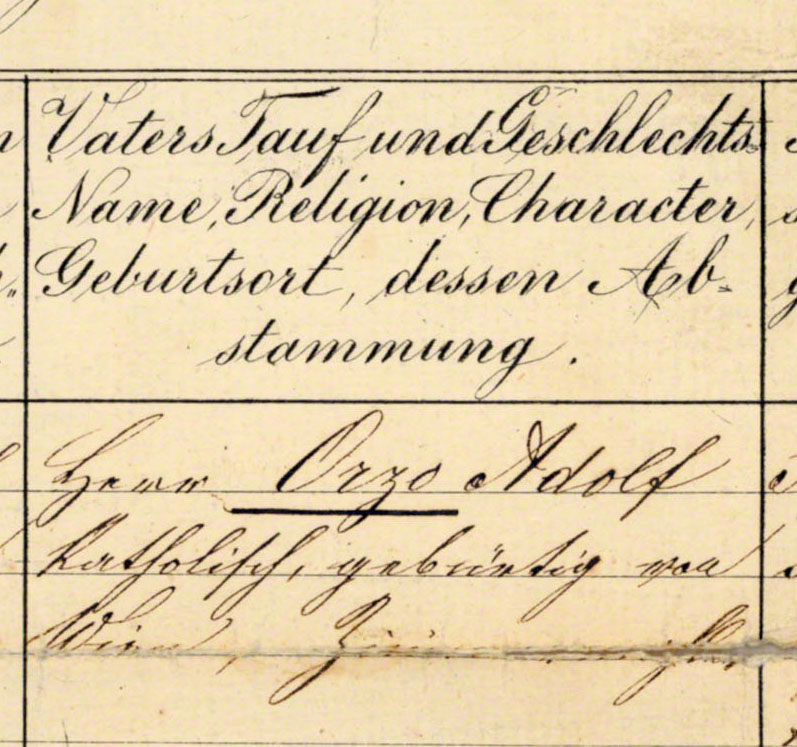 Vaters Tauf und Geschlechts-
Name, Religion, Character,
Geburtsort, dessen Ab-
stammung.
Herr Orzo Adolf
katholisch, gebürtig von
Wien,